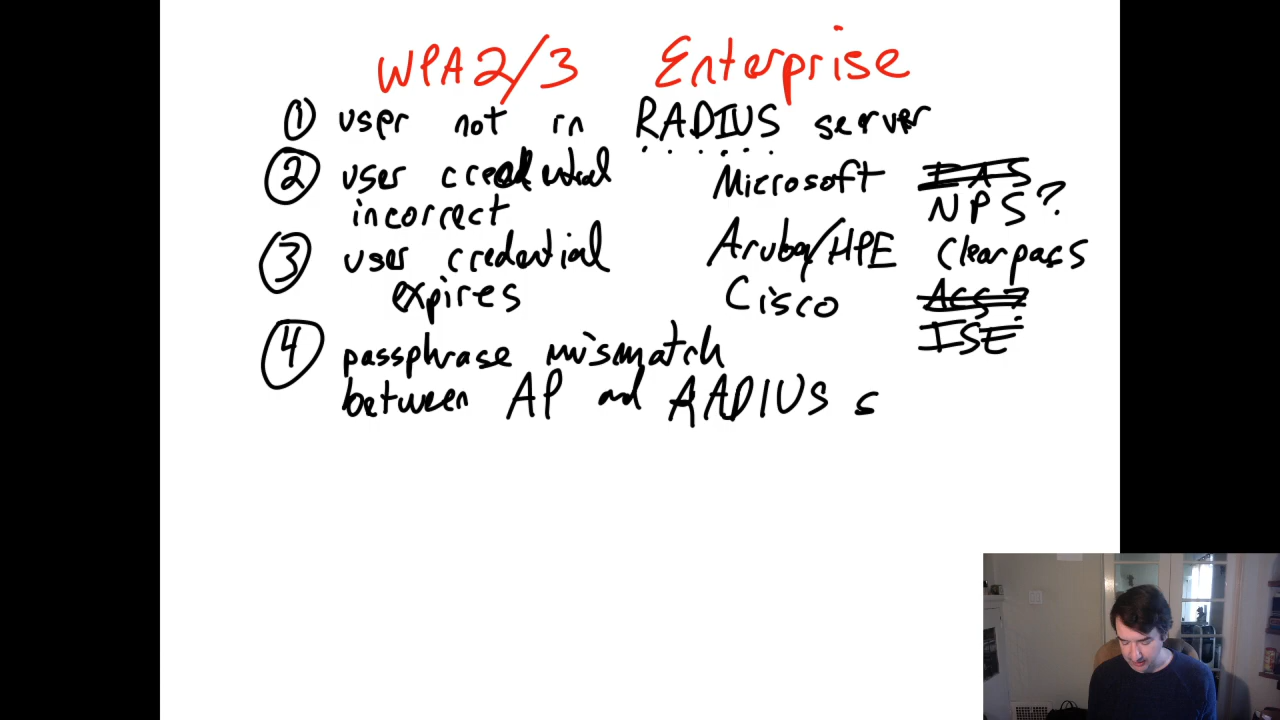 WPA2/3 Enterprise
① user not in RADIUS server
② user credential
incorrect
③ user credential
expires
④ passphrase mismatch
between AP and RADIUS s
Microsoft
NPS?
Aruba/HPE Clearpass
Cisco ACS?
ISE